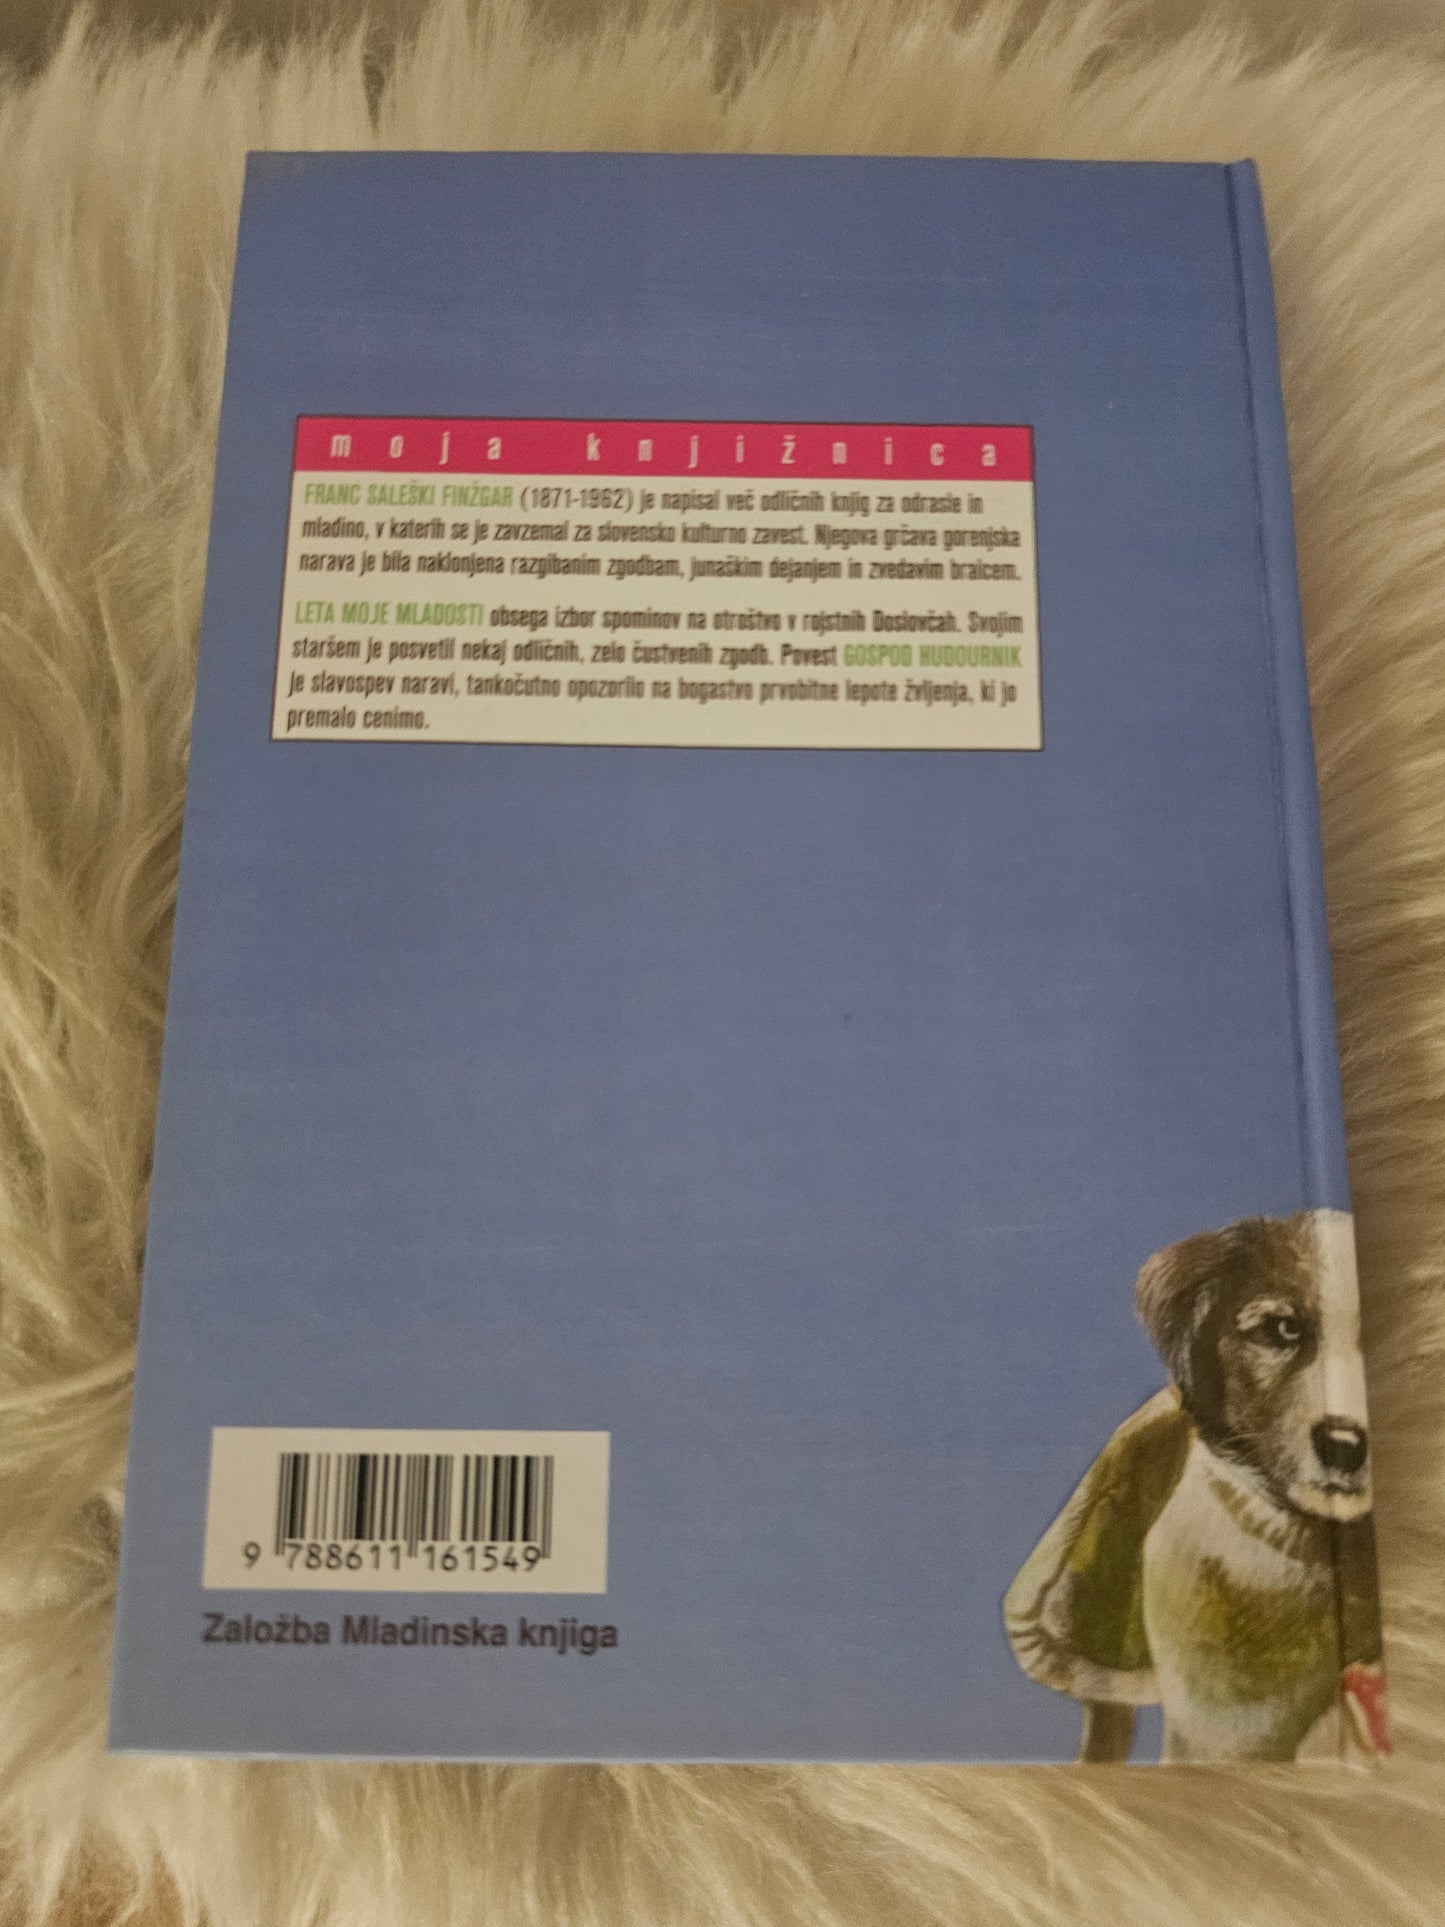 moja knjižnica
FRANC SALEŠKI FINŽGAR (1871-1962) je napisal več odličnih knjig za odrasle in
mladino, v katerih se je zavzemal za slovensko kulturno zavest. Njegova grčava gorenjska
narava je bila naklonjena razgibanim zgodbam, junaškim dejanjem in zvedavim bralcem.
LETA MOJE MLADOSTI obsega izbor spominov na otroštvo v rojstnih Doslovčah. Svojim
staršem je posvetil nekaj odličnih, zelo čustvenih zgodb. Povest GOSPOD HUDOURNIK
je slavospev naravi, tankočutno opozorilo na bogastvo prvobitne lepote življenja, ki jo
premalo cenimo.
9 788611 161549
Založba Mladinska knjiga